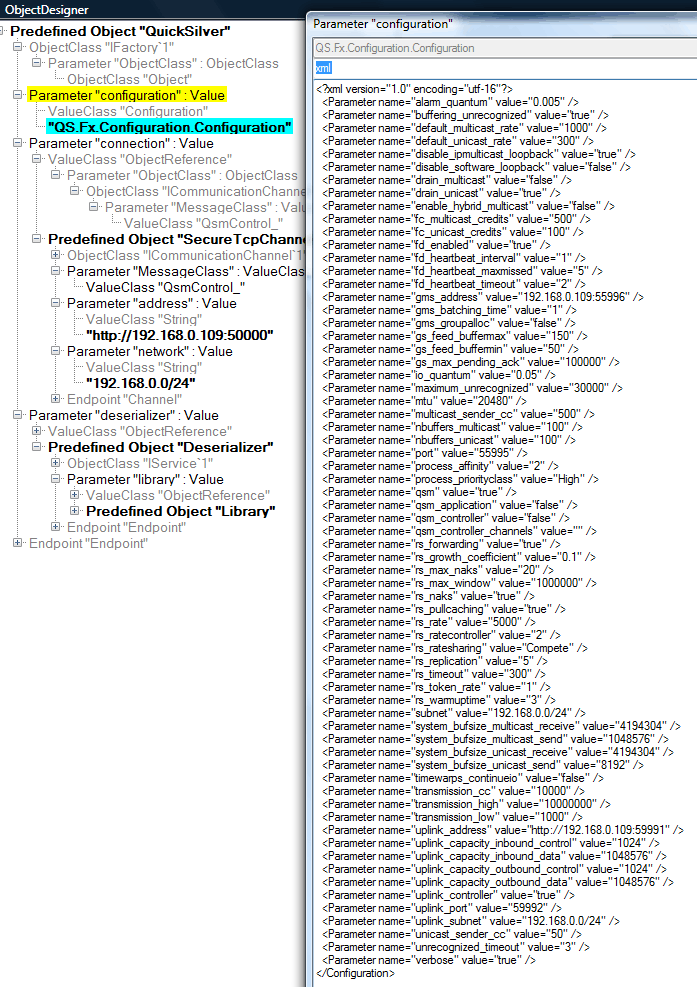 ObjectDesigner
Predefined Object "QuickSilver"
ObjectClass "IFactory`1"
Parameter "ObjectClass" : ObjectClass
ObjectClass "Object"
Parameter "configuration" : Value
ValueClass "Configuration"
"QS.Fx.Configuration.Configuration"
Parameter "connection" : Value
ValueClass "ObjectReference"
Parameter "ObjectClass" : ObjectClass
ObjectClass "ICommunicationChanne
Parameter "MessageClass" : Valu
ValueClass "QsmControl_"
Predefined Object "SecureTcpChann
ObjectClass "ICommunicationChannel`1"
Parameter "MessageClass" : ValueClas
ValueClass "QsmControl_"
Parameter "address" : Value
ValueClass "String"
"http://192.168.0.109:50000"
Parameter "network" : Value
ValueClass "String"
"192.168.0.0/24"
Endpoint "Channel"
Parameter "deserializer" : Value
ValueClass "ObjectReference"
Predefined Object "Deserializer"
ObjectClass "IService`1"
Parameter "library" : Value
ValueClass "ObjectReference"
Predefined Object "Library"
Endpoint "Endpoint"
Endpoint "Endpoint"
Parameter "configuration"
QS.Fx.Configuration.Configuration
xml
<?xml version="1.0" encoding="utf-16"?>
<Parameter name="alarm_quantum" value="0.005" />
<Parameter name="buffering_unrecognized" value="true" />
<Parameter name="default_multicast_rate" value="1000" />
<Parameter name="default_unicast_rate" value="300" />
<Parameter name="disable_ipmulticast_loopback" value="true" />
<Parameter name="disable_software_loopback" value="false" />
<Parameter name="drain_multicast" value="false" />
<Parameter name="drain_unicast" value="true" />
<Parameter name="enable_hybrid_multicast" value="false" />
<Parameter name="fc_multicast_credits" value="500" />
<Parameter name="fc_unicast_credits" value="100" />
<Parameter name="fd_enabled" value="true" />
<Parameter name="fd_heartbeat_interval" value="1" />
<Parameter name="fd_heartbeat_maxmissed" value="5" />
<Parameter name="fd_heartbeat_timeout" value="2" />
<Parameter name="gms_address" value="192.168.0.109:55996" />
<Parameter name="gms_batching_time" value="1" />
<Parameter name="gms_groupalloc" value="false" />
<Parameter name="gs_feed_buffermax" value="150" />
<Parameter name="gs_feed_buffermin" value="50" />
<Parameter name="gs_max_pending_ack" value="100000" />
<Parameter name="io_quantum" value="0.05" />
<Parameter name="maximum_unrecognized" value="30000" />
<Parameter name="mtu" value="20480" />
<Parameter name="multicast_sender_cc" value="500" />
<Parameter name="nbuffers_multicast" value="100" />
<Parameter name="nbuffers_unicast" value="100" />
<Parameter name="port" value="55995" />
<Parameter name="process_affinity" value="2" />
<Parameter name="process_priorityclass" value="High" />
<Parameter name="qsm" value="true" />
<Parameter name="qsm_application" value="false" />
<Parameter name="qsm_controller" value="false" />
<Parameter name="qsm_controller_channels" value="" />
<Parameter name="rs_forwarding" value="true" />
<Parameter name="rs_growth_coefficient" value="0.1" />
<Parameter name="rs_max_naks" value="20" />
<Parameter name="rs_max_window" value="1000000" />
<Parameter name="rs_naks" value="true" />
<Parameter name="rs_pullcaching" value="true" />
<Parameter name="rs_rate" value="5000" />
<Parameter name="rs_ratecontroller" value="2" />
<Parameter name="rs_ratesharing" value="Compete" />
<Parameter name="rs_replication" value="5" />
<Parameter name="rs_timeout" value="300" />
<Parameter name="rs_token_rate" value="1" />
<Parameter name="rs_warmuptime" value="3" />
<Parameter name="subnet" value="192.168.0.0/24" />
<Parameter name="system_bufsize_multicast_receive" value="4194304" />
<Parameter name="system_bufsize_multicast_send" value="1048576" />
<Parameter name="system_bufsize_unicast_receive" value="4194304" />
<Parameter name="system_bufsize_unicast_send" value="8192" />
<Parameter name="timewarps_continueio" value="false" />
<Parameter name="transmission_cc" value="10000" />
<Parameter name="transmission_high" value="10000000" />
<Parameter name="transmission_low" value="1000" />
<Parameter name="uplink_address" value="http://192.168.0.109:59991" />
<Parameter name="uplink_capacity_inbound_control" value="1024" />
<Parameter name="uplink_capacity_inbound_data" value="1048576" />
<Parameter name="uplink_capacity_outbound_control" value="1024" />
<Parameter name="uplink_capacity_outbound_data" value="1048576" />
<Parameter name="uplink_controller" value="true" />
<Parameter name="uplink_port" value="59992" />
<Parameter name="uplink_subnet" value="192.168.0.0/24" />
<Parameter name="unicast_sender_cc" value="50" />
<Parameter name="unrecognized_timeout" value="3" />
<Parameter name="verbose" value="true" />
</Configuration>